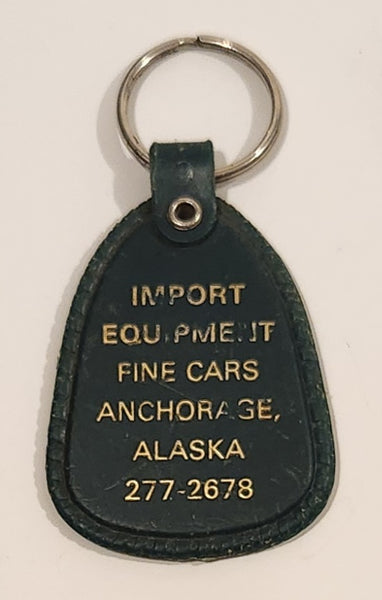 IMPORT
EQUIPMENT
FINE CARS
ANCHORAGE,
ALASKA
277-2678